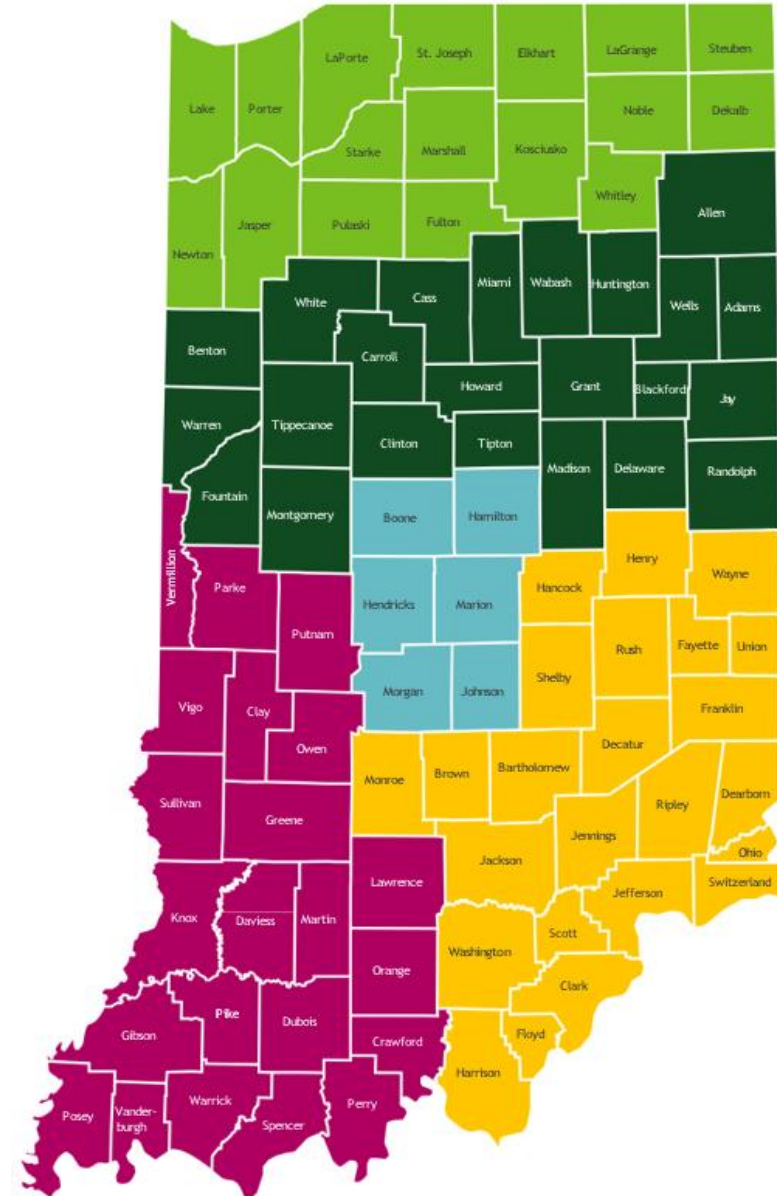 LaPorte
St. Joseph
Elkhart
LaGrange
Steuben
Lake
Porter
Noble
Dekalb
Starke
Marshall
Kosciusko
Whitley
Newton
Jasper
Pulaski
Fulton
Allen
White
Cass
Miami
Wabash
Huntington
Wells
Adams
Benton
Carroll
Howard
Grant
Blackford
Jay
Warren
Tippecanoe
Clinton
Tipton
Madison
Delaware
Randolph
Fountain
Montgomery
Boone
Hamilton
Vermillion
Parke
Putnam
Hendricks
Marion
Hancock
Henry
Wayne
Rush
Fayette
Union
Vigo
Clay
Owen
Morgan
Johnson
Shelby
Franklin
Decatur
Sullivan
Greene
Monroe
Brown
Bartholomew
Ripley
Dearborn
Jennings
Ohio
Jackson
Lawrence
Jefferson
Switzerland
Knox
Daviess
Martin
Scott
Washington
Orange
Clark
Gibson
Pike
Dubois
Crawford
Floyd
Harrison
Posey
Vander-
burgh
Warrick
Spencer
Perry